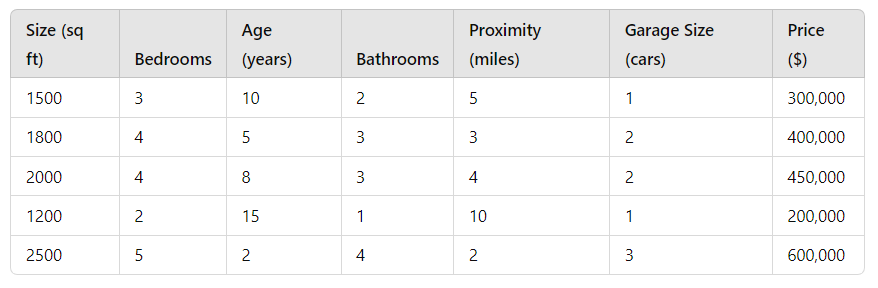 Size (sq ft) Bedrooms Age (years) Bathrooms Proximity (miles) Garage Size (cars) Price ($)
1500 3 10 2 5 1 300,000
1800 4 5 3 3 2 400,000
2000 4 8 3 4 2 450,000
1200 2 15 1 10 1 200,000
2500 5 2 4 2 3 600,000